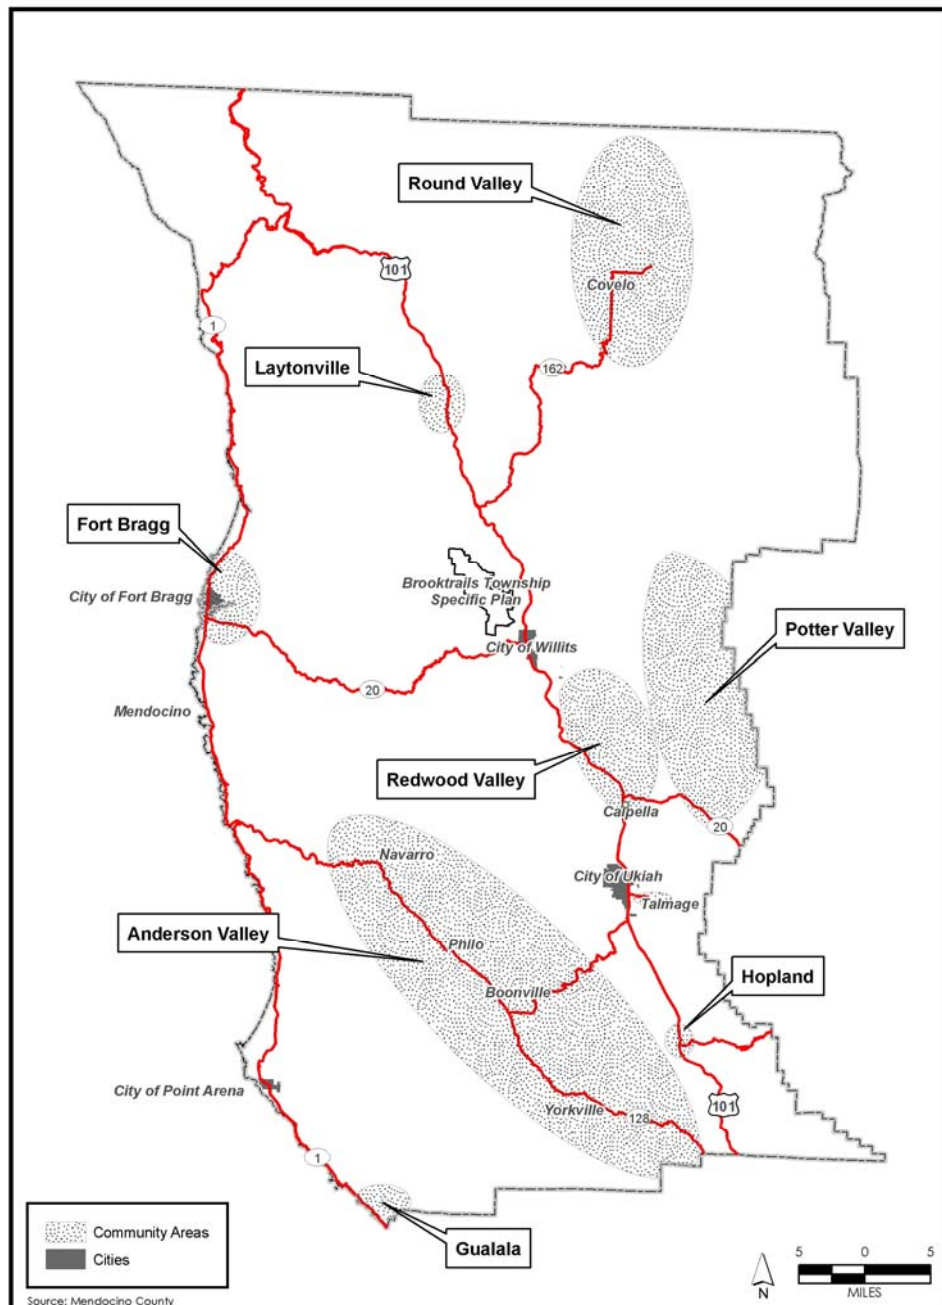 Round Valley
101
Covelo
1
162
Laytonville
Fort Bragg
City of Fort Bragg
Brooktrails Township
Specific Plan
City of Willits
Potter Valley
20
Mendocino
Redwood Valley
Calpella
20
Navarro
City of Ukiah
Talmage
Anderson Valley
Philo
Boonville
Hopland
City of Point Arena
Yorkville
128
101
1
Gualala
Community Areas
Cities
N
5 0 5
MILES
Source: Mendocino County